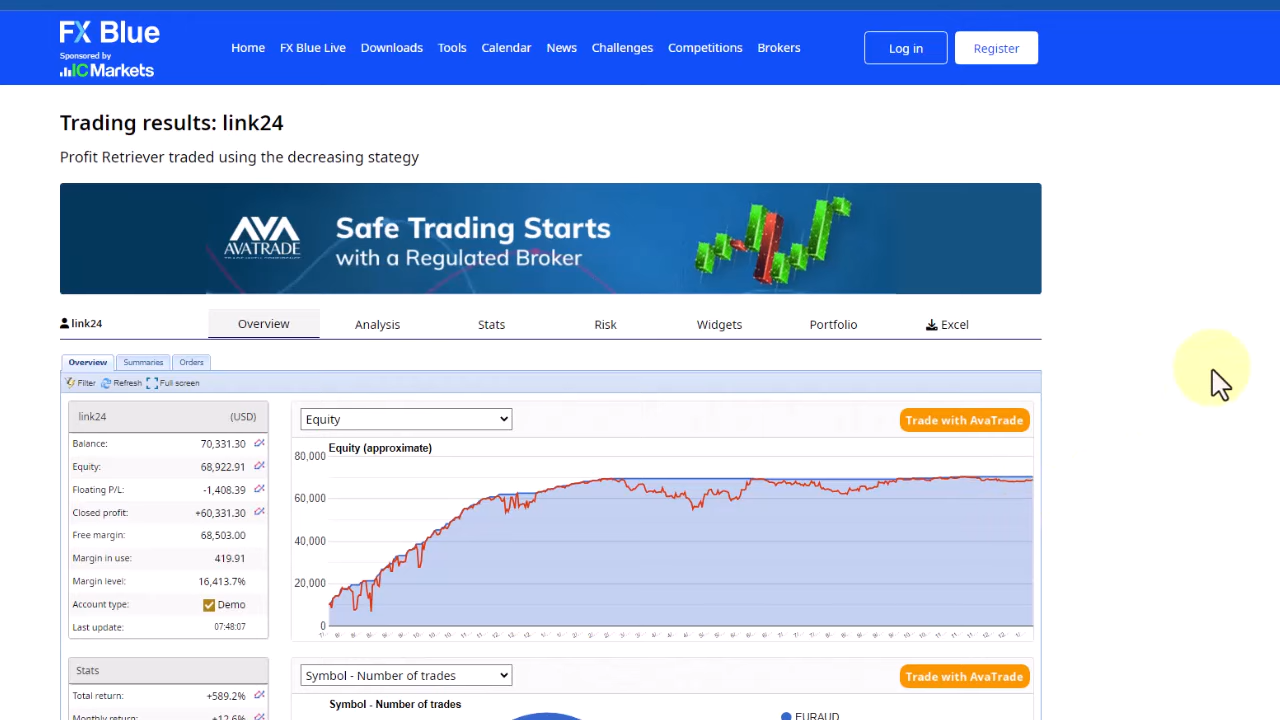 FX Blue
Sponsored by
ICMarkets
Home
FX Blue Live
Downloads
Tools
Calendar
News
Challenges
Competitions
Brokers
Log in
Register
Trading results: link24
Profit Retriever traded using the decreasing stategy
AVA
AVATRADE
Safe Trading Starts
with a Regulated Broker
link24
Overview
Analysis
Stats
Risk
Widgets
Portfolio
Excel
Overview
Summaries
Orders
Filter
Refresh
Full screen
link24 (USD)
Balance: 70,331.30
Equity: 68,922.91
Floating P/L: -1,408.39
Closed profit: +60,331.30
Free margin: 68,503.00
Margin in use: 419.91
Margin level: 16,413.7%
Account type: Demo
Last update: 07:48:07
Equity
Trade with AvaTrade
Equity (approximate)
80,000
60,000
40,000
20,000
0
Stats
Total return: +589.2%
Monthly return: +12.6%
Symbol - Number of trades
Trade with AvaTrade
Symbol - Number of trades
EURAUD